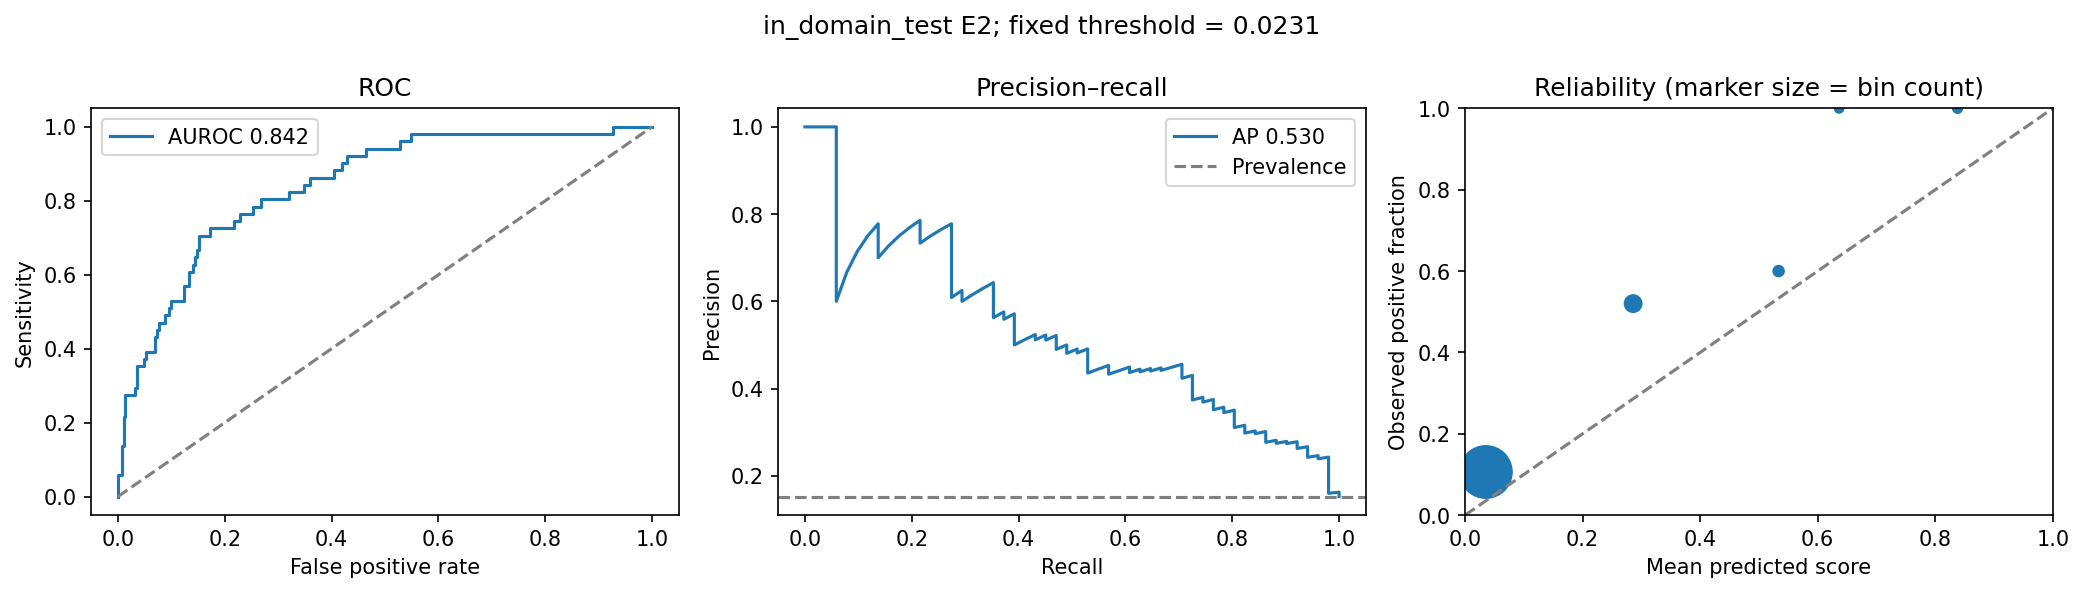 in_domain_test E2; fixed threshold = 0.0231
ROC
AUROC 0.842
1.0
0.8
0.6
0.4
0.2
0.0
Sensitivity
0.0 0.2 0.4 0.6 0.8 1.0
False positive rate
Precision–recall
AP 0.530
Prevalence
1.0
0.8
0.6
0.4
0.2
Precision
0.0 0.2 0.4 0.6 0.8 1.0
Recall
Reliability (marker size = bin count)
1.0
0.8
0.6
0.4
0.2
0.0
Observed positive fraction
0.0 0.2 0.4 0.6 0.8 1.0
Mean predicted score